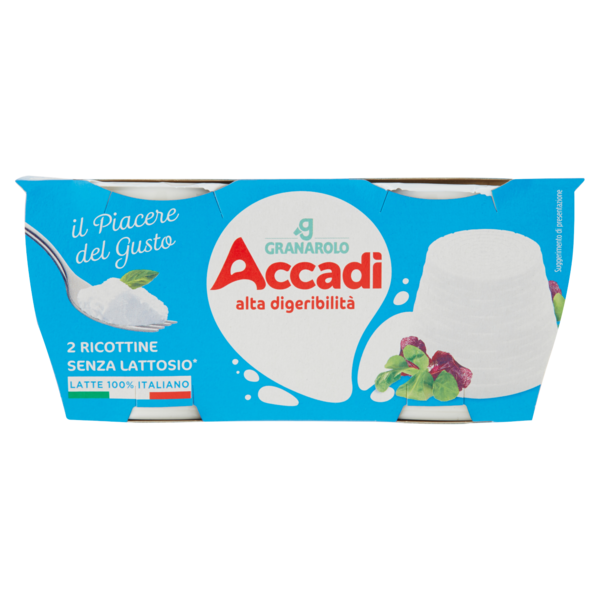 il Piacere
del Gusto
2 RICOTTINE
SENZA LATTOSIO*
LATTE 100% ITALIANO
g
GRANAROLO
Accadi
alta digeribilità
Suggerimento di presentazione